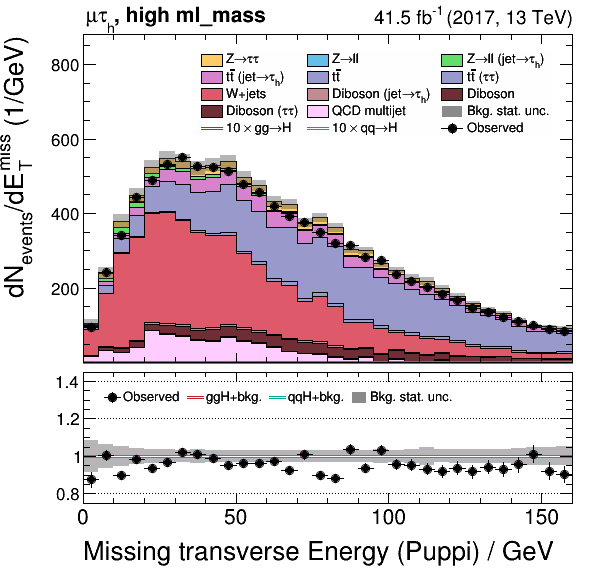 μτh, high ml_mass 41.5 fb-1 (2017, 13 TeV)
dNevents/dETmiss (1/GeV)
800
600
400
200
Z→ττ Z→ll Z→ll (jet→τh)
tt̄ (jet→τh) tt̄ tt̄ (ττ)
W+jets Diboson (jet→τh) Diboson
Diboson (ττ) QCD multijet Bkg. stat. unc.
10 × gg→H 10 × qq→H Observed
1.4
1.2
1
0.8
Observed ggH+bkg. qqH+bkg. Bkg. stat. unc.
0 50 100 150
Missing transverse Energy (Puppi) / GeV